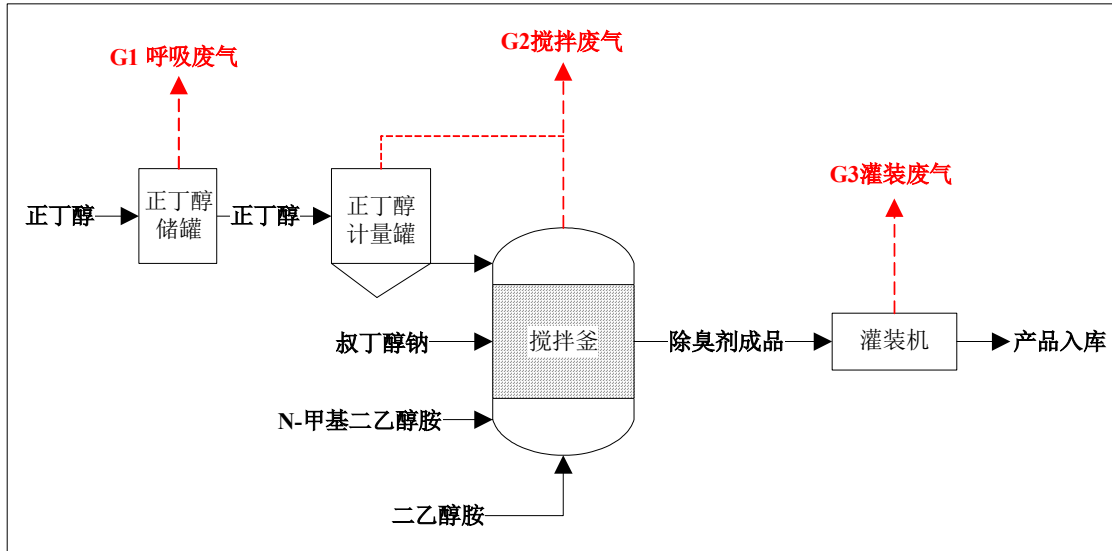 G2搅拌废气
G1 呼吸废气
G3灌装废气
正丁醇
正丁醇
储罐
正丁醇
正丁醇
计量罐
叔丁醇钠
搅拌釜
除臭剂成品
灌装机
产品入库
N-甲基二乙醇胺
二乙醇胺